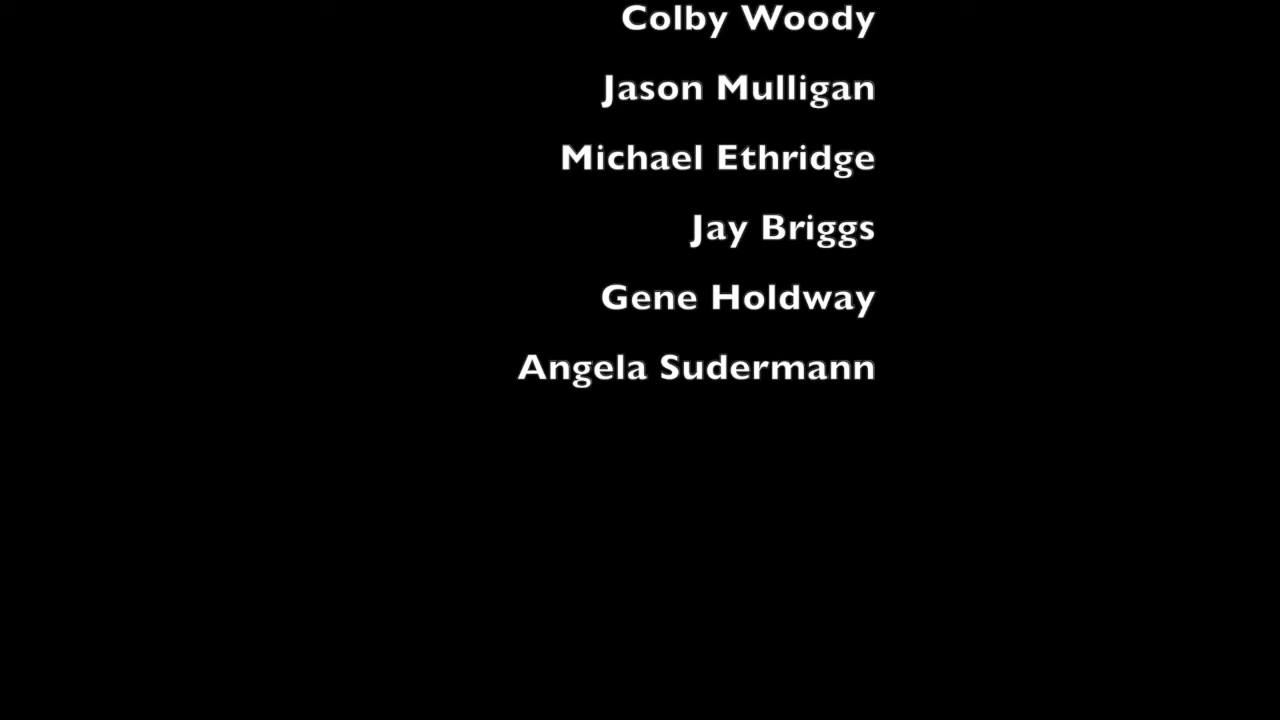 Colby Woody
Jason Mulligan
Michael Ethridge
Jay Briggs
Gene Holdway
Angela Sudermann